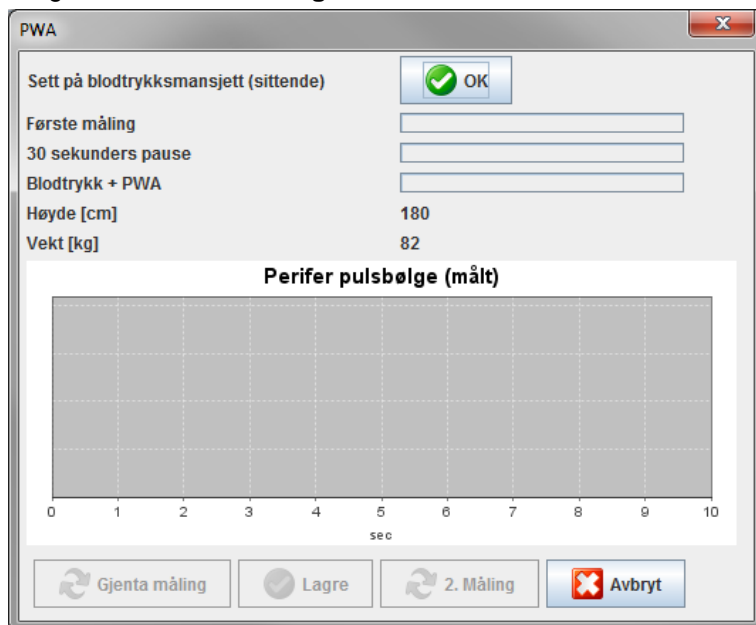 PWA
Sett på blodtrykksmansjett (sittende) OK
Første måling
30 sekunders pause
Blodtrykk + PWA
Høyde [cm] 180
Vekt [kg] 82
Perifer pulsbølge (målt)
0 1 2 3 4 5 6 7 8 9 10
sec
Gjenta måling Lagre 2. Måling Avbryt